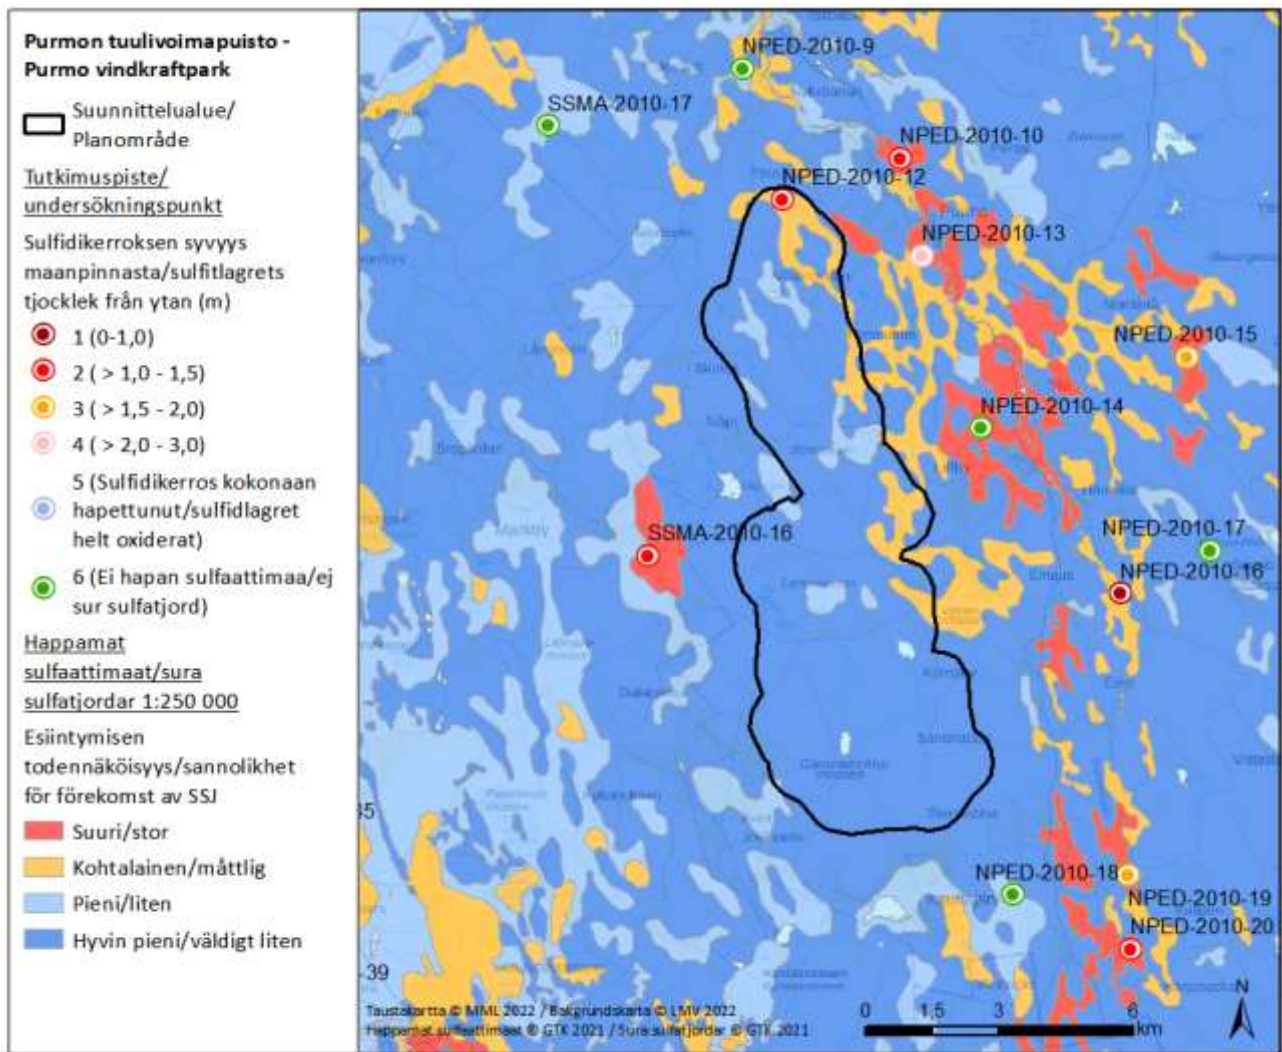 Purmon tuulivoimapuisto -
Purmo vindkraftpark
Suunnittelualue/
Planområde
Tutkimuspiste/
undersökningspunkt
Sulfidikerroksen syvyys
maanpinnasta/sulfitlagrets
tjocklek från ytan (m)
1 (0-1,0)
2 ( > 1,0 - 1,5)
3 ( > 1,5 - 2,0)
4 ( > 2,0 - 3,0)
5 (Sulfidikerros kokonaan
hapettunut/sulfidlagret
helt oxiderat)
6 (Ei hapan sulfaattimaa/ej
sur sulfatjord)
Happamat
sulfaattimaat/sura
sulfatjordar 1:250 000
Esiintymisen
todennäköisyys/sannolikhet
för förekomst av SSJ
Suuri/stor
Kohtalainen/måttlig
Pieni/liten
Hyvin pieni/väldigt liten
NPED-2010-9
SSMA-2010-17
NPED-2010-10
NPED-2010-12
NPED-2010-13
NPED-2010-15
NPED-2010-14
NPED-2010-17
SSMA-2010-16
NPED-2010-16
NPED-2010-18
NPED-2010-19
NPED-2010-20
-39
Taustakartta © MML 2022 / Bakgrundskarta © LMV 2022
Happamat sulfaattimaat © GTK 2021 / Sura sulfatjordar © GTK 2021
0 1,5 3 6
km
N